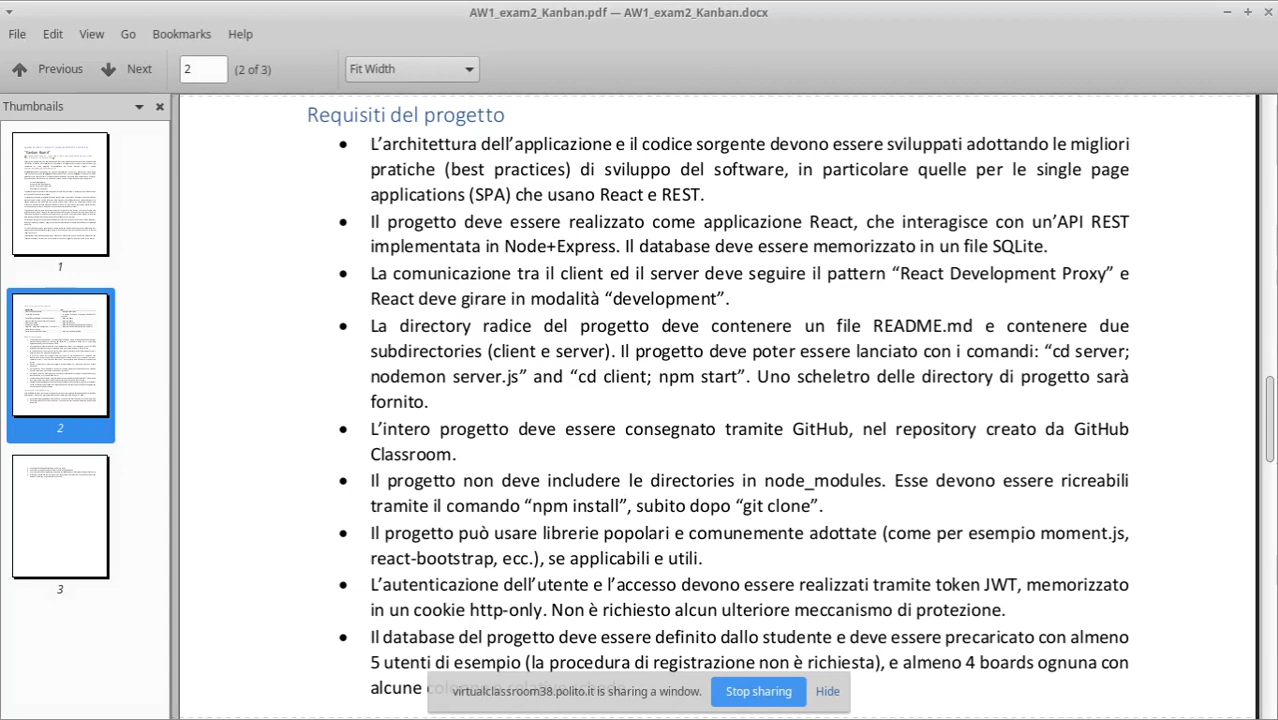 AW1_exam2_Kanban.pdf — AW1_exam2_Kanban.docx
File Edit View Go Bookmarks Help
Previous Next 2 (2 of 3) Fit Width
Thumbnails
1
2
3
Requisiti del progetto
• L’architettura dell’applicazione e il codice sorgente devono essere sviluppati adottando le migliori
pratiche (best practices) di sviluppo del software, in particolare quelle per le single page
applications (SPA) che usano React e REST.
• Il progetto deve essere realizzato come applicazione React, che interagisce con un’API REST
implementata in Node+Express. Il database deve essere memorizzato in un file SQLite.
• La comunicazione tra il client ed il server deve seguire il pattern “React Development Proxy” e
React deve girare in modalità “development”.
• La directory radice del progetto deve contenere un file README.md e contenere due
subdirectories (client e server). Il progetto deve poter essere lanciato con i comandi: “cd server;
nodemon server.js” and “cd client; npm start”. Uno scheletro delle directory di progetto sarà
fornito.
• L’intero progetto deve essere consegnato tramite GitHub, nel repository creato da GitHub
Classroom.
• Il progetto non deve includere le directories in node_modules. Esse devono essere ricreabili
tramite il comando “npm install”, subito dopo “git clone”.
• Il progetto può usare librerie popolari e comunemente adottate (come per esempio moment.js,
react-bootstrap, ecc.), se applicabili e utili.
• L’autenticazione dell’utente e l’accesso devono essere realizzati tramite token JWT, memorizzato
in un cookie http-only. Non è richiesto alcun ulteriore meccanismo di protezione.
• Il database del progetto deve essere definito dallo studente e deve essere precaricato con almeno
5 utenti di esempio (la procedura di registrazione non è richiesta), e almeno 4 boards ognuna con
alcune
virtualclassroom38.polito.it is sharing a window. Stop sharing Hide